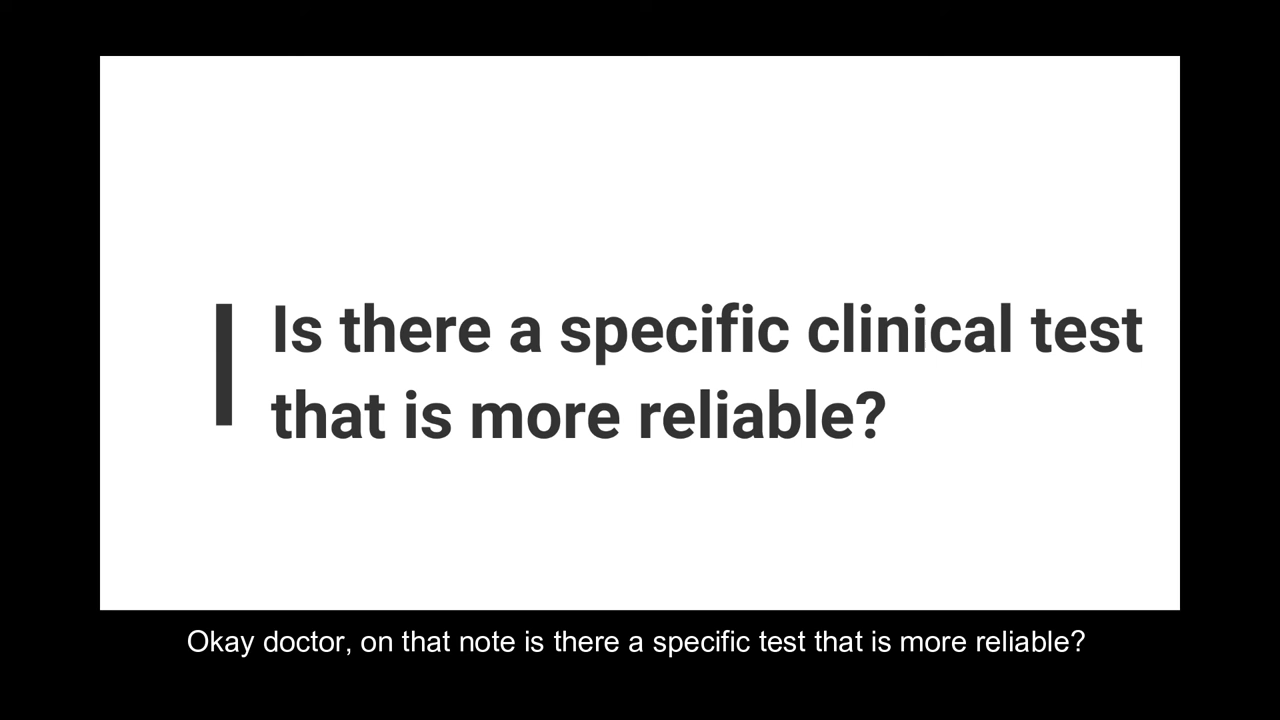 Is there a specific clinical test
that is more reliable?
Okay doctor, on that note is there a specific test that is more reliable?